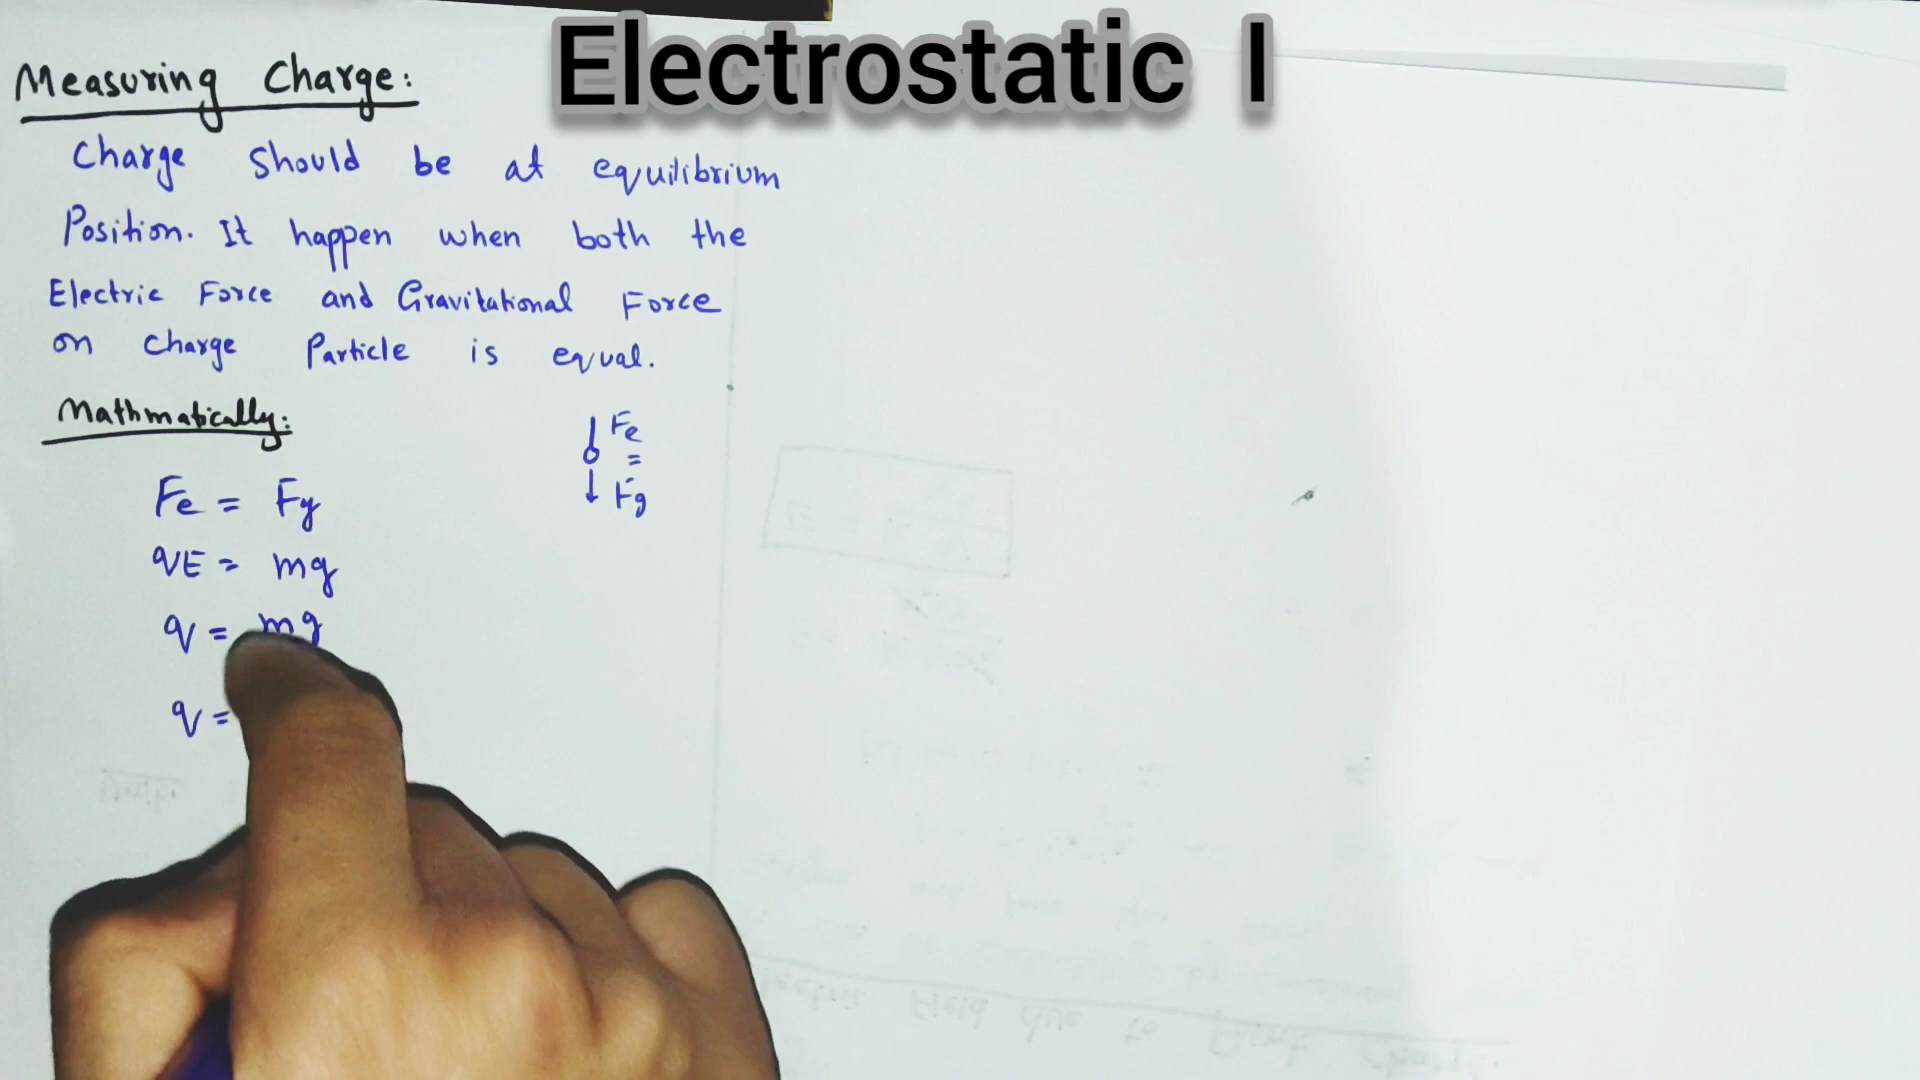 Electrostatic I
Measuring Charge:
Charge should be at equilibrium
Position. It happen when both the
Electric Force and Gravitational Force
on charge Particle is equal.
Mathmatically:
Fe
=
Fg
Fe = Fg
qE = mg
q = mg
q =
Unit